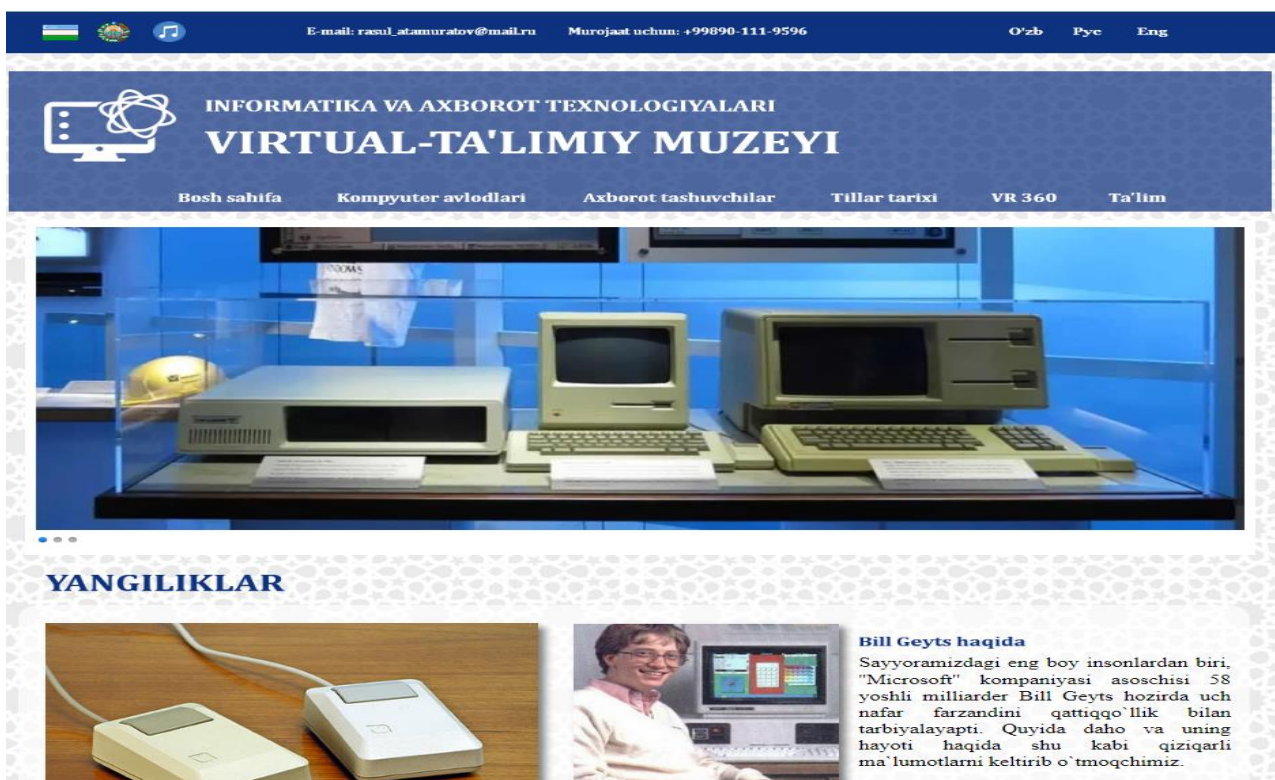 E-mail: rasul_atamuratov@mail.ru Murojaat uchun: +99890-111-9596 O'zb Рус Eng
INFORMATIKA VA AXBOROT TEXNOLOGIYALARI
VIRTUAL-TA'LIMIY MUZEYI
Bosh sahifa Kompyuter avlodlari Axborot tashuvchilar Tillar tarixi VR 360 Ta'lim
YANGILIKLAR
Bill Geyts haqida
Sayyoramizdagi eng boy insonlardan biri,
"Microsoft" kompaniyasi asoschisi 58
yoshli milliarder Bill Geyts hozirda uch
nafar farzandini qattiqqo`llik bilan
tarbiyalayapti. Quyida daho va uning
hayoti haqida shu kabi qiziqarli
ma`lumotlarni keltirib o`tmoqchimiz.